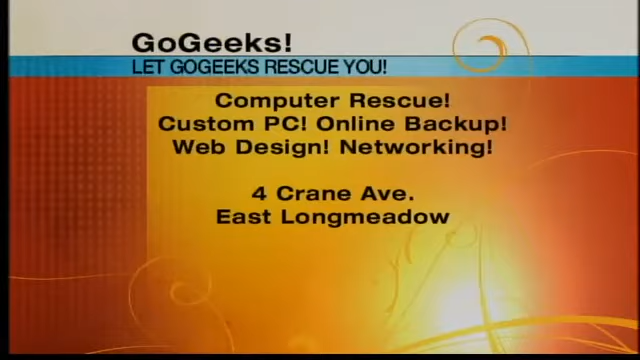 GoGeeks!
LET GOGEEKS RESCUE YOU!
Computer Rescue!
Custom PC! Online Backup!
Web Design! Networking!
4 Crane Ave.
East Longmeadow